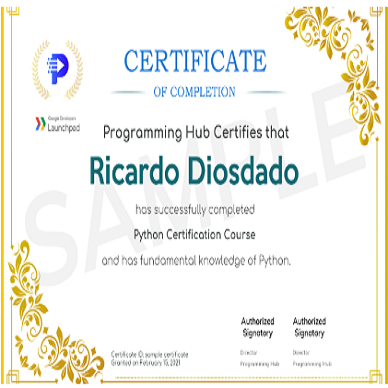 CERTIFICATE
OF COMPLETION
Google Developers
Launchpad
Programming Hub Certifies that
Ricardo Diosdado
has successfully completed
Python Certification Course
and has fundamental knowledge of Python.
SAMPLE
Authorized Authorized
Signatory Signatory
Certificate ID: sample certificate Director Director
Granted on February 15, 2021 Programming Hub Programming Hub